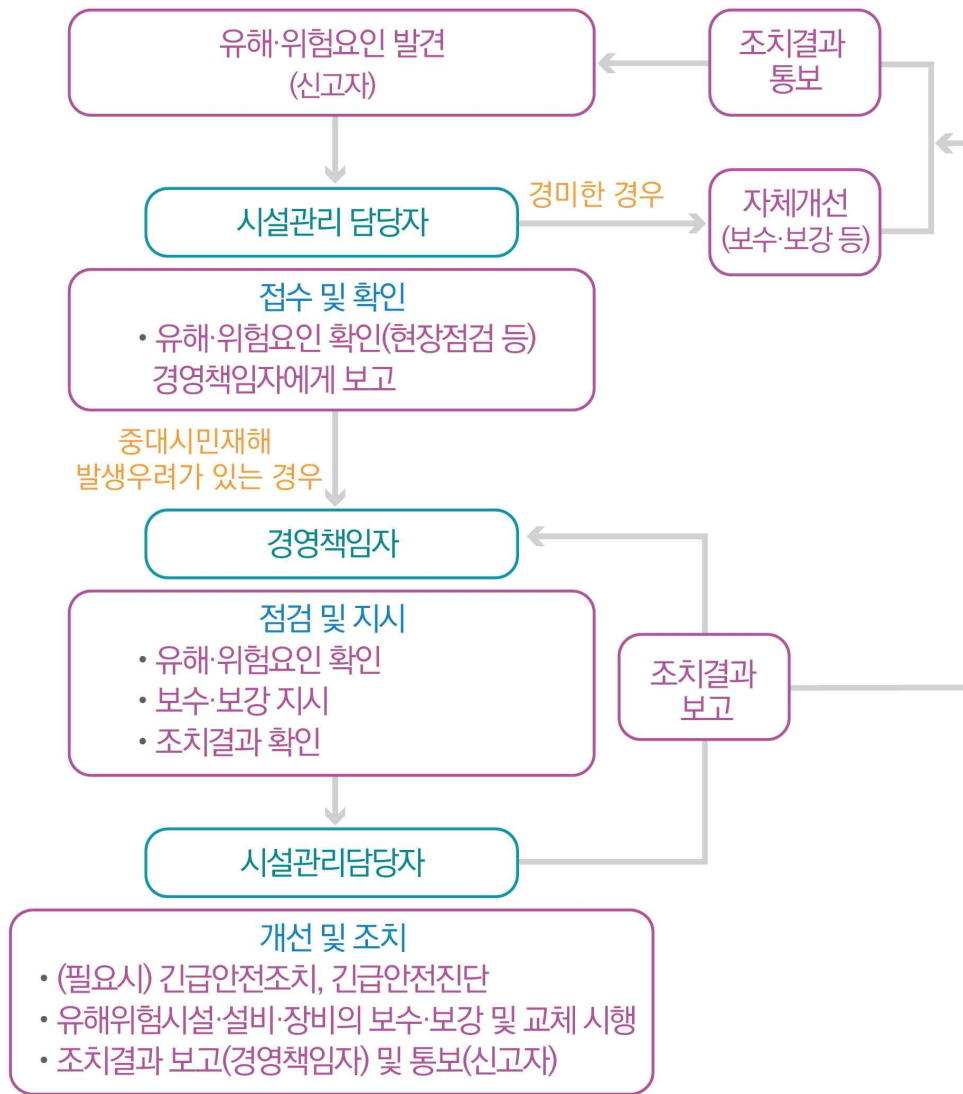 유해·위험요인 발견
(신고자)
조치결과
통보
시설관리 담당자
경미한 경우
자체개선
(보수·보강 등)
접수 및 확인
• 유해·위험요인 확인(현장점검 등)
경영책임자에게 보고
중대시민재해
발생우려가 있는 경우
경영책임자
점검 및 지시
• 유해·위험요인 확인
• 보수·보강 지시
• 조치결과 확인
조치결과
보고
시설관리담당자
개선 및 조치
• (필요시) 긴급안전조치, 긴급안전진단
• 유해위험시설·설비·장비의 보수·보강 및 교체 시행
• 조치결과 보고(경영책임자) 및 통보(신고자)